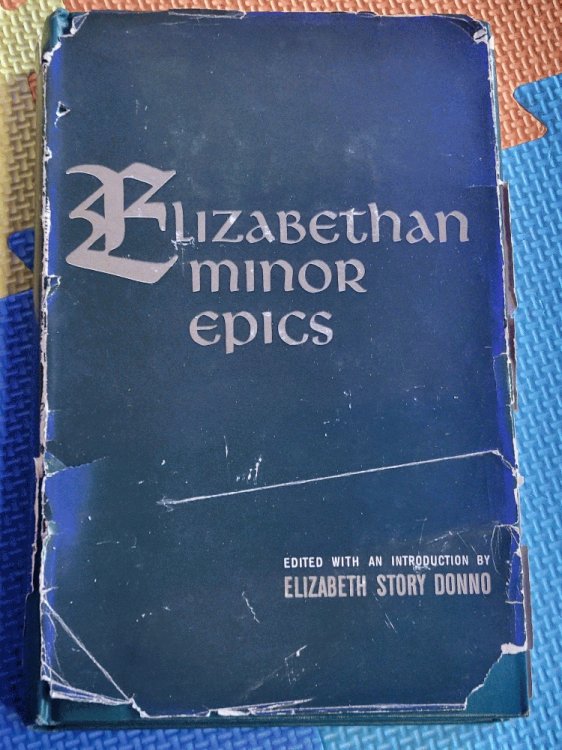 Elizabethan
minor
epics
EDITED WITH AN INTRODUCTION BY
ELIZABETH STORY DONNO